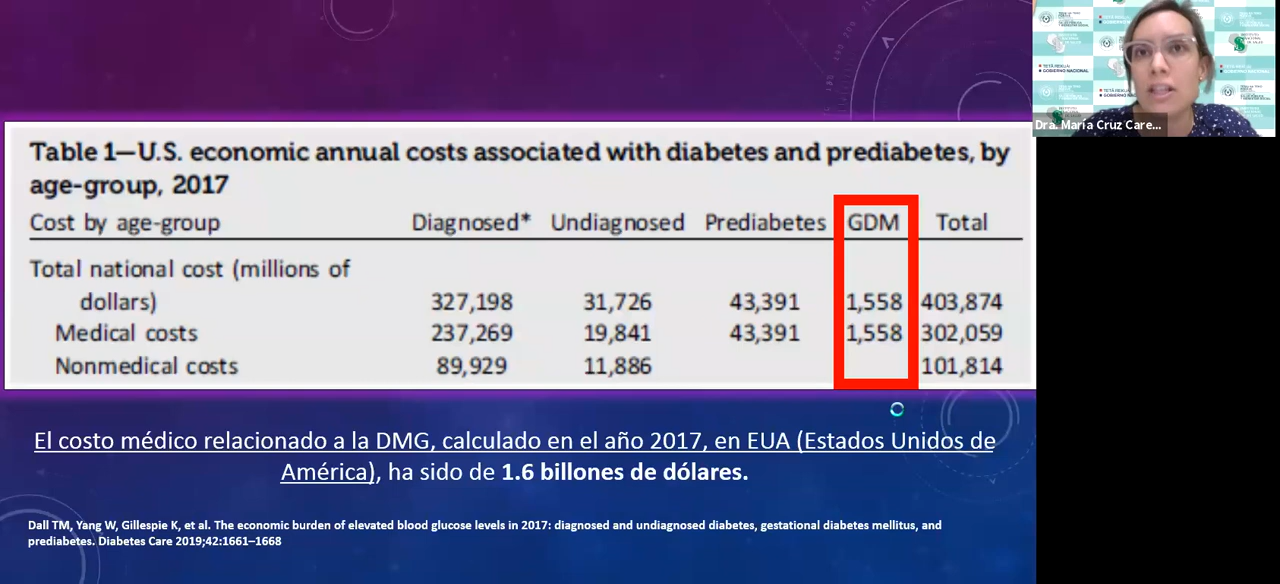 Table 1—U.S. economic annual costs associated with diabetes and prediabetes, by
age-group, 2017
Cost by age-group Diagnosed* Undiagnosed Prediabetes GDM Total
Total national cost (millions of
dollars) 327,198 31,726 43,391 1,558 403,874
Medical costs 237,269 19,841 43,391 1,558 302,059
Nonmedical costs 89,929 11,886 101,814
El costo médico relacionado a la DMG, calculado en el año 2017, en EUA (Estados Unidos de
América), ha sido de 1.6 billones de dólares.
Dall TM, Yang W, Gillespie K, et al. The economic burden of elevated blood glucose levels in 2017: diagnosed and undiagnosed diabetes, gestational diabetes mellitus, and
prediabetes. Diabetes Care 2019;42:1661–1668
Dra. María Cruz Care...
GOBIERNO NACIONAL